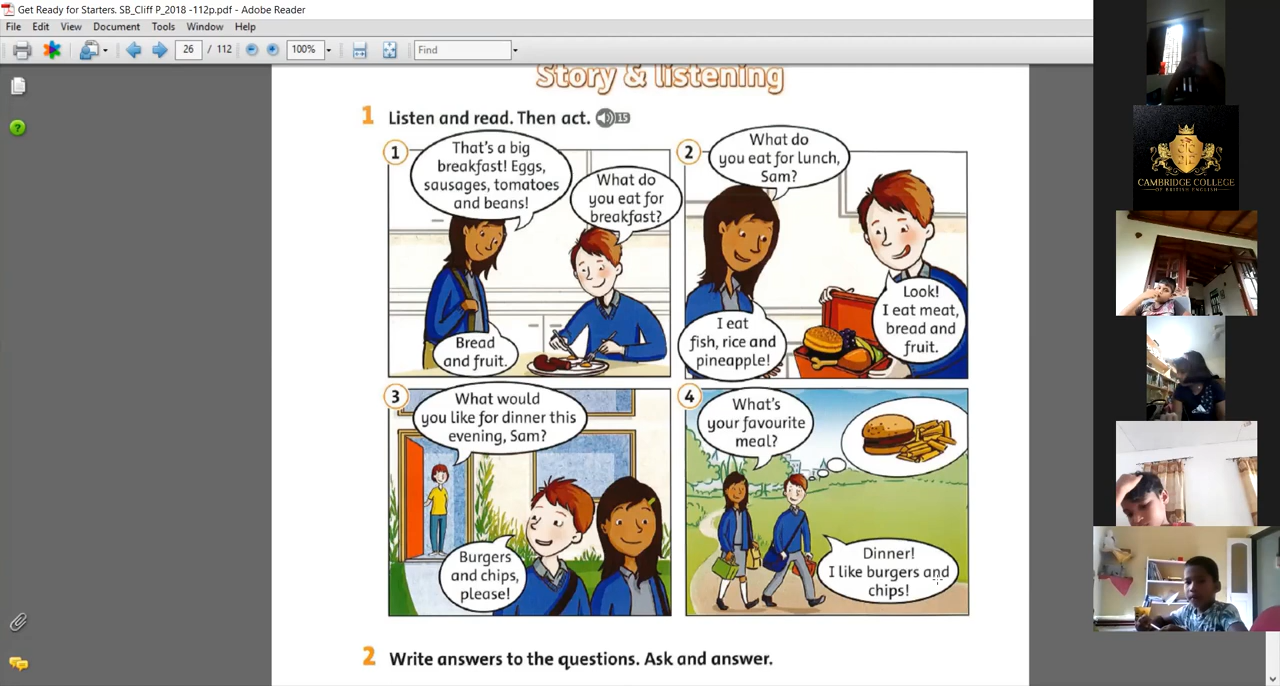 Get Ready for Starters. SB_Cliff P_2018 -112p.pdf - Adobe Reader
File Edit View Document Tools Window Help
26 / 112 100% Find
Story & listening
1 Listen and read. Then act. 15
1
That's a big
breakfast! Eggs,
sausages, tomatoes
and beans!
What do
you eat for
breakfast?
Bread
and fruit.
2
What do
you eat for lunch,
Sam?
I eat
fish, rice and
pineapple!
Look!
I eat meat,
bread and
fruit.
3
What would
you like for dinner this
evening, Sam?
Burgers
and chips,
please!
4
What's
your favourite
meal?
Dinner!
I like burgers and
chips!
2 Write answers to the questions. Ask and answer.
CAMBRIDGE COLLEGE
OF BRITISH ENGLISH